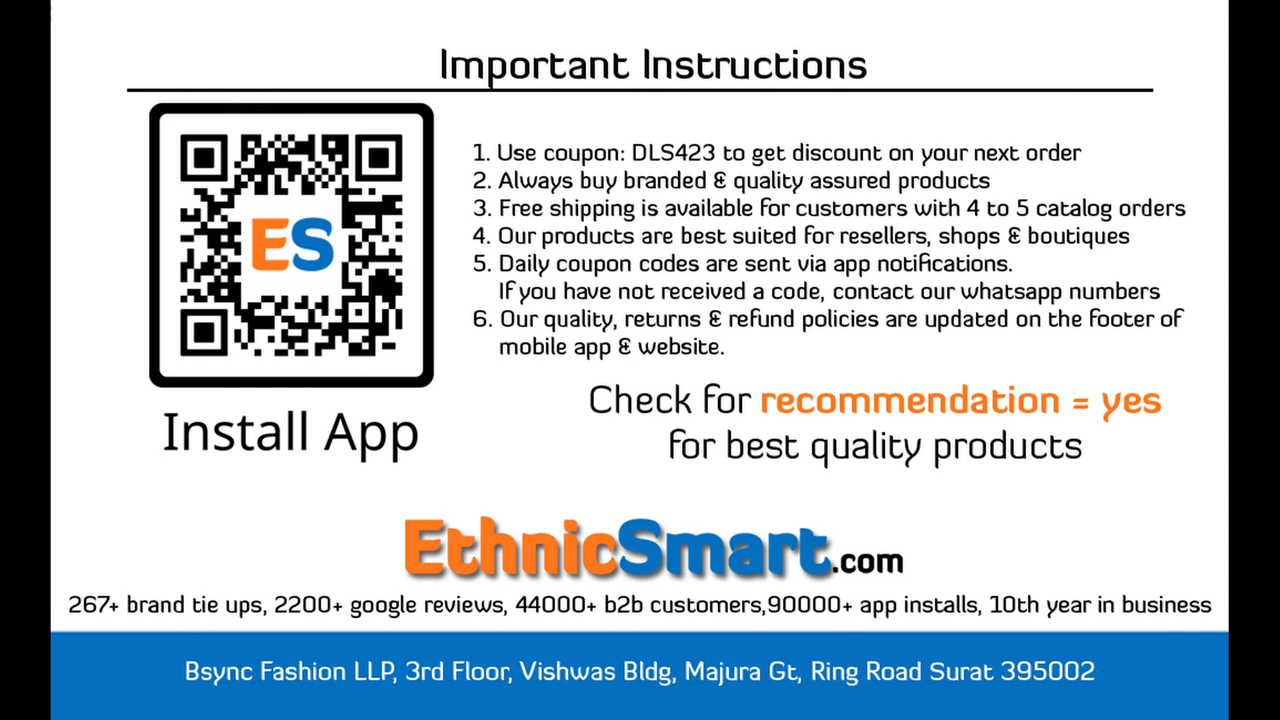 Important Instructions
ES
Install App
1. Use coupon: DLS423 to get discount on your next order
2. Always buy branded & quality assured products
3. Free shipping is available for customers with 4 to 5 catalog orders
4. Our products are best suited for resellers, shops & boutiques
5. Daily coupon codes are sent via app notifications.
If you have not received a code, contact our whatsapp numbers
6. Our quality, returns & refund policies are updated on the footer of
mobile app & website.
Check for recommendation = yes
for best quality products
EthnicSmart.com
267+ brand tie ups, 2200+ google reviews, 44000+ b2b customers,90000+ app installs, 10th year in business
Bsync Fashion LLP, 3rd Floor, Vishwas Bldg, Majura Gt, Ring Road Surat 395002